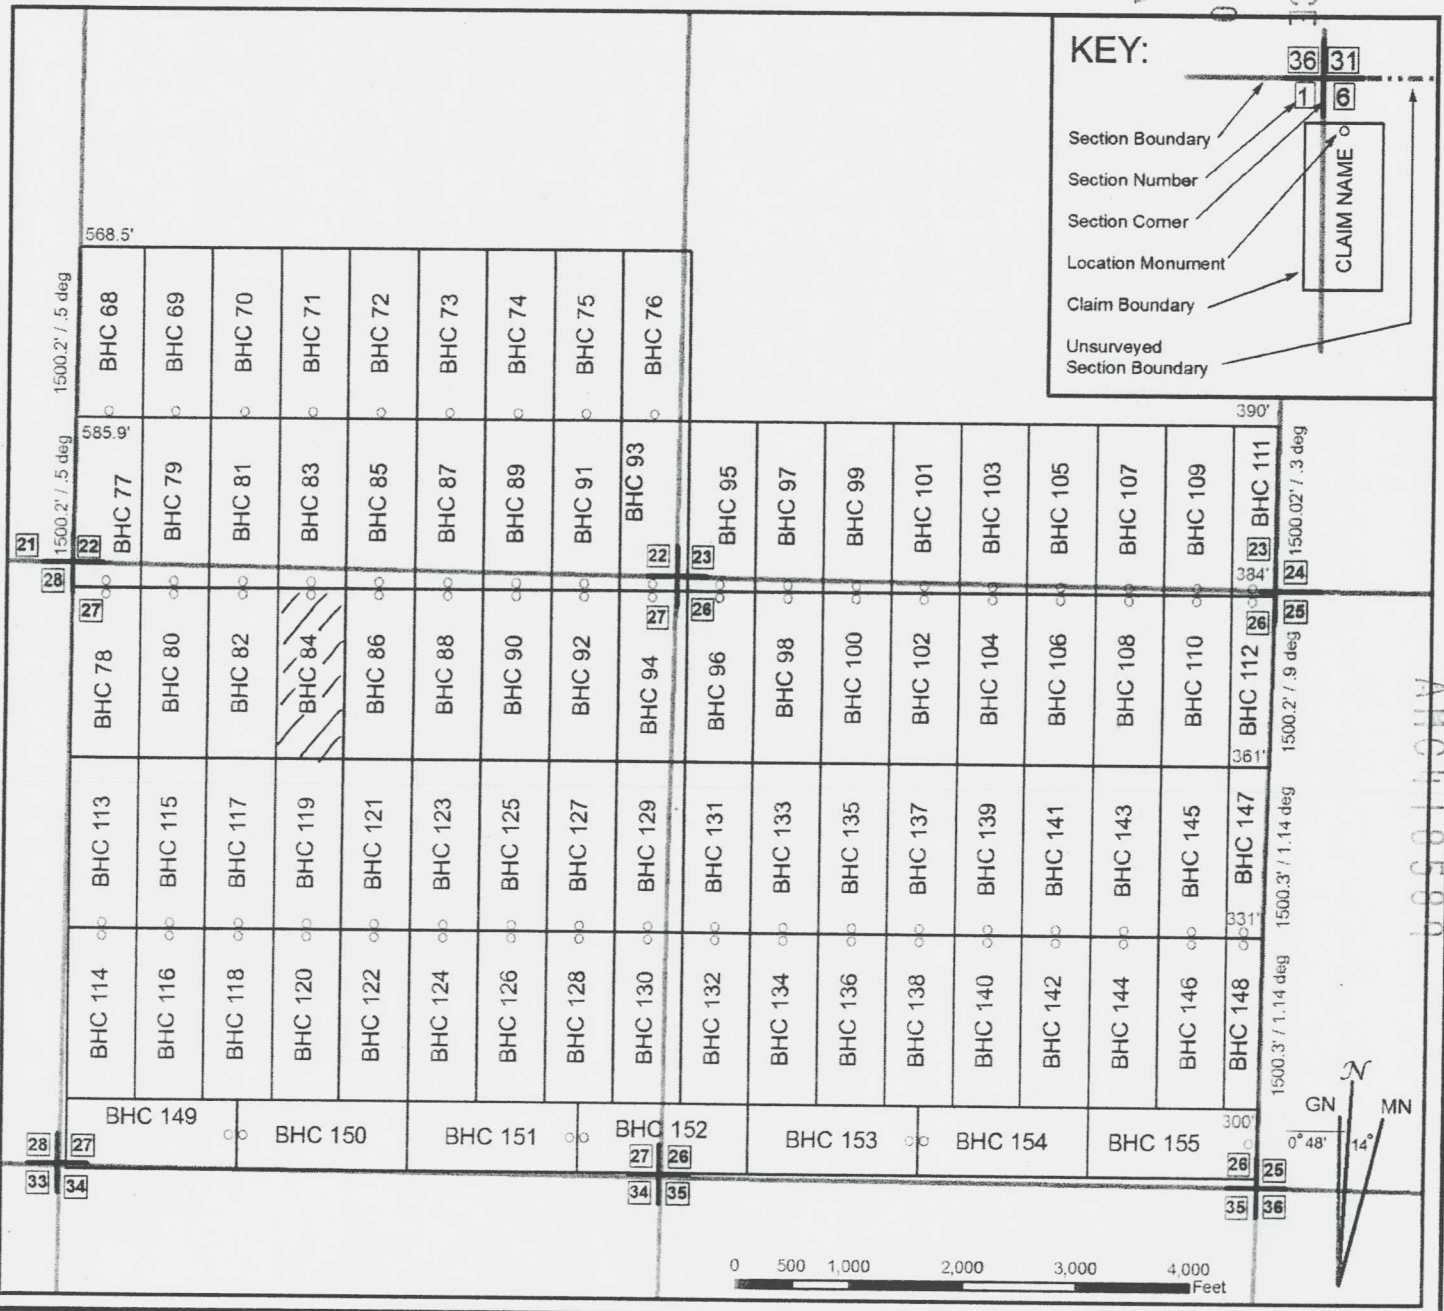 KEY:
36 31
1 6
Section Boundary
Section Number
Section Corner
Location Monument
Claim Boundary
Unsurveyed
Section Boundary
CLAIM NAME
568.5'
1500.2' / .5 deg
BHC 68 BHC 69 BHC 70 BHC 71 BHC 72 BHC 73 BHC 74 BHC 75 BHC 76
390'
585.9'
1500.2' / .5 deg
BHC 77 BHC 79 BHC 81 BHC 83 BHC 85 BHC 87 BHC 89 BHC 91 BHC 93 BHC 95 BHC 97 BHC 99 BHC 101 BHC 103 BHC 105 BHC 107 BHC 109 BHC 111
1500.02' / .3 deg
21 22 22 23 23 24
384'
28 27 27 26 26 25
BHC 78 BHC 80 BHC 82 BHC 84 BHC 86 BHC 88 BHC 90 BHC 92 BHC 94 BHC 96 BHC 98 BHC 100 BHC 102 BHC 104 BHC 106 BHC 108 BHC 110 BHC 112
1500.2' / .9 deg
361'
BHC 113 BHC 115 BHC 117 BHC 119 BHC 121 BHC 123 BHC 125 BHC 127 BHC 129 BHC 131 BHC 133 BHC 135 BHC 137 BHC 139 BHC 141 BHC 143 BHC 145 BHC 147
1500.3' / 1.14 deg
331'
BHC 114 BHC 116 BHC 118 BHC 120 BHC 122 BHC 124 BHC 126 BHC 128 BHC 130 BHC 132 BHC 134 BHC 136 BHC 138 BHC 140 BHC 142 BHC 144 BHC 146 BHC 148
1500.3' / 1.14 deg
BHC 149 BHC 150 BHC 151 BHC 152 BHC 153 BHC 154 BHC 155
300'
28 27 27 26 26 25
33 34 34 35 35 36
N
GN MN
0° 48' 14°
0 500 1,000 2,000 3,000 4,000
Feet